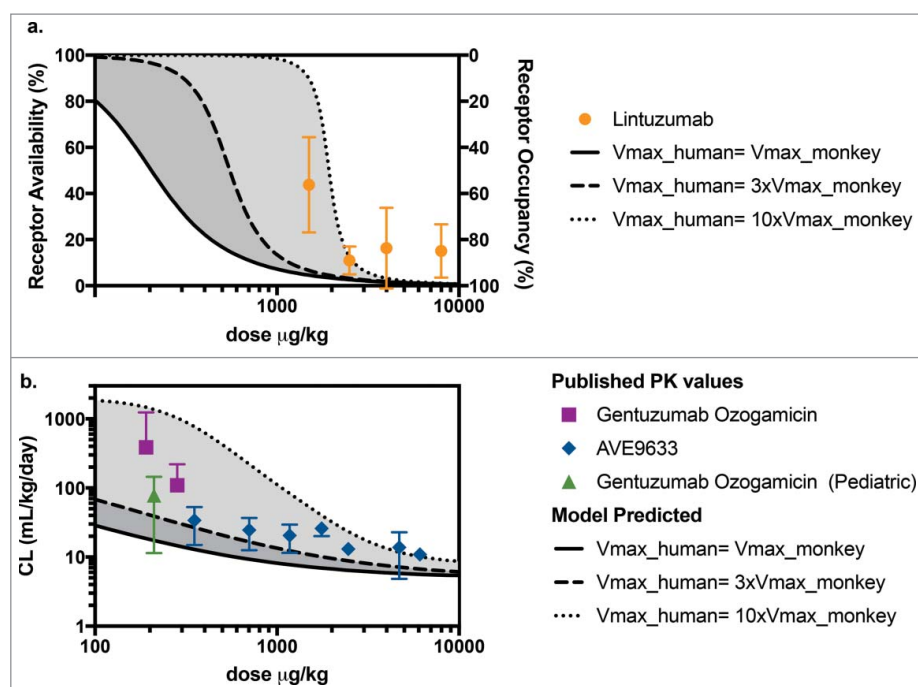 a.
Receptor Availability (%)
100
80
60
40
20
0
0
20
40
60
80
100
Receptor Occupancy (%)
1000
10000
dose µg/kg
Lintuzumab
Vmax_human= Vmax_monkey
Vmax_human= 3xVmax_monkey
Vmax_human= 10xVmax_monkey
b.
CL (mL/kg/day)
1000
100
10
1
100
1000
10000
dose µg/kg
Published PK values
Gentuzumab Ozogamicin
AVE9633
Gentuzumab Ozogamicin (Pediatric)
Model Predicted
Vmax_human= Vmax_monkey
Vmax_human= 3xVmax_monkey
Vmax_human= 10xVmax_monkey